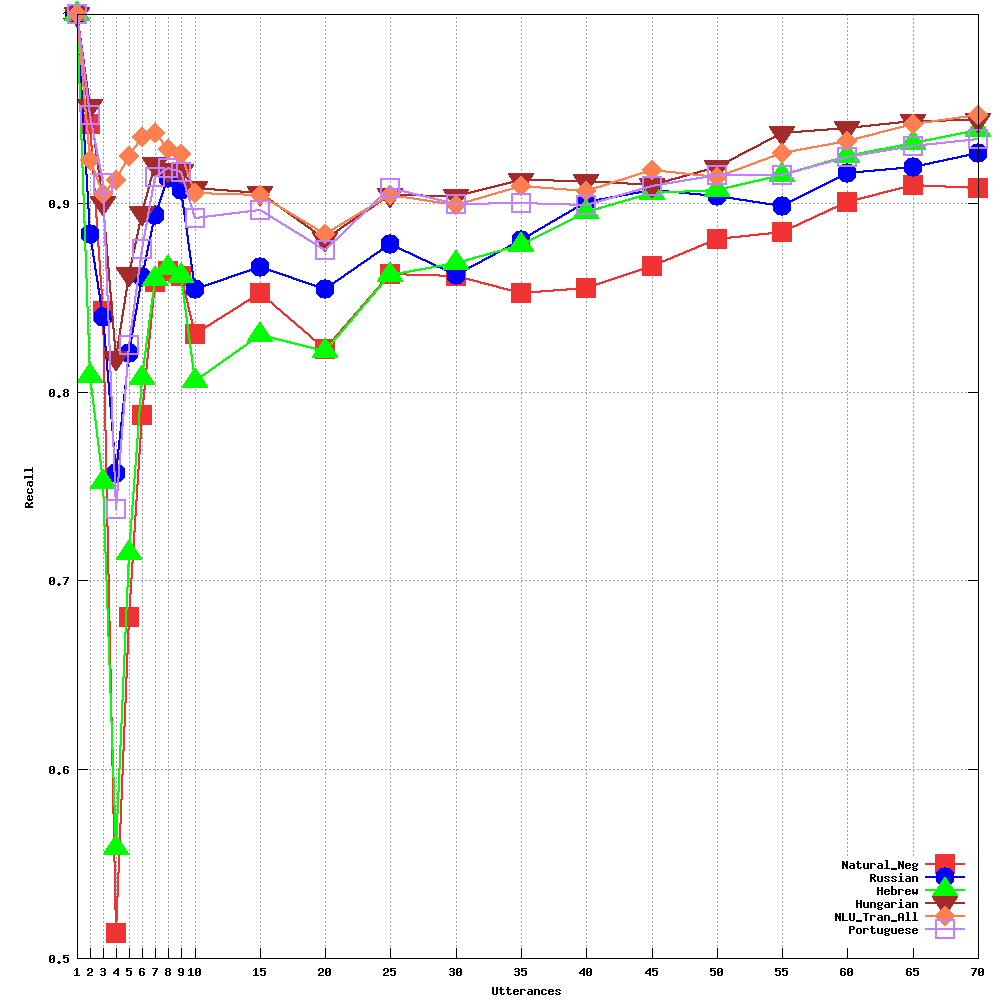 1
0.9
0.8
0.7
0.6
0.5
Recall
1 2 3 4 5 6 7 8 9 10 15 20 25 30 35 40 45 50 55 60 65 70
Utterances
Natural_Neg
Russian
Hebrew
Hungarian
NLU_Tran_All
Portuguese